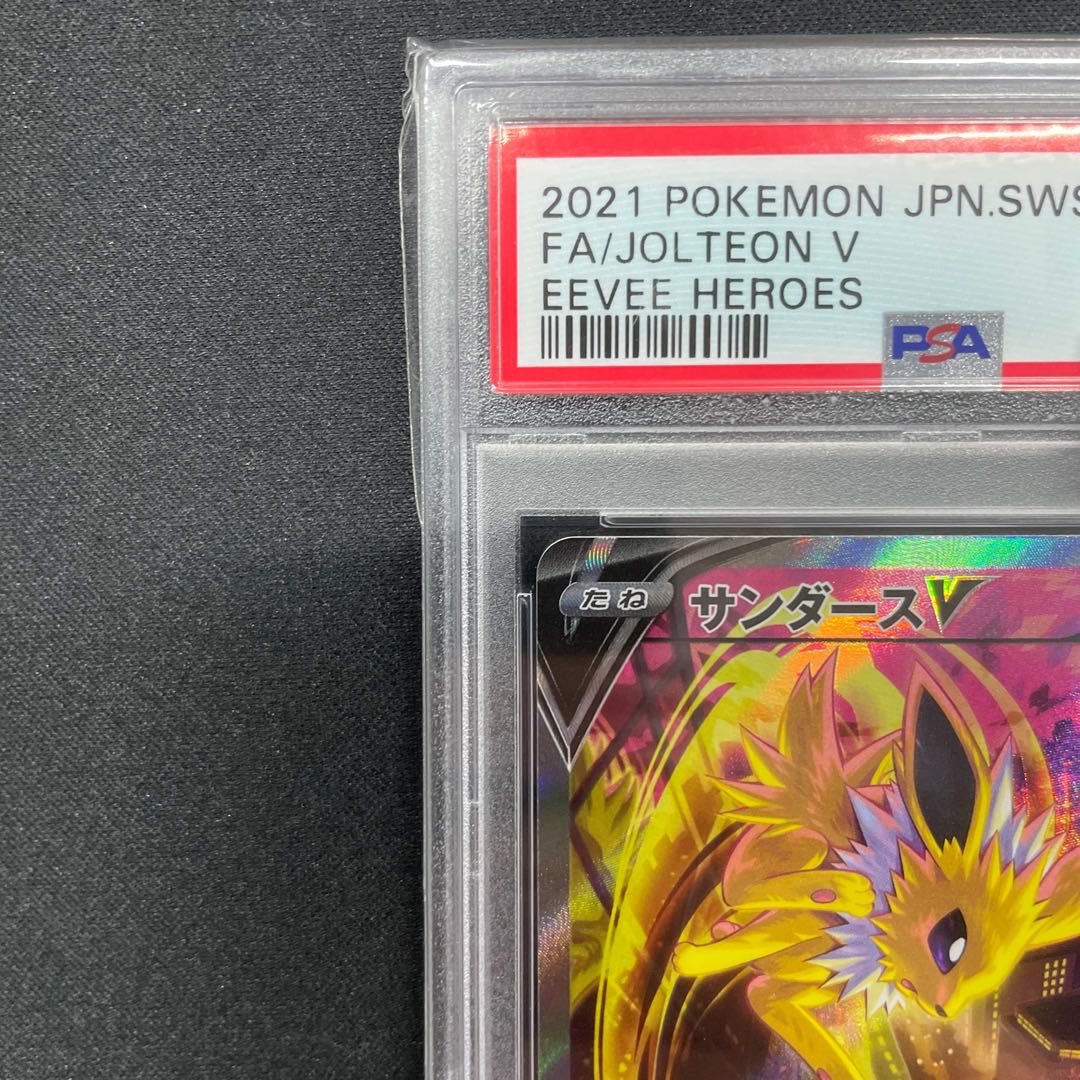 2021 POKEMON JPN.SWS
FA/JOLTEON V
EEVEE HEROES
PSA
たね
サンダースV